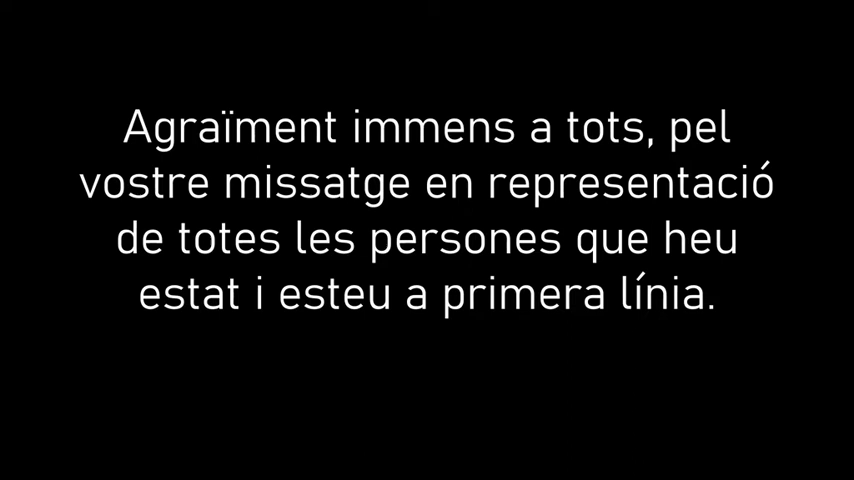 Agraïment immens a tots, pel
vostre missatge en representació
de totes les persones que heu
estat i esteu a primera línia.